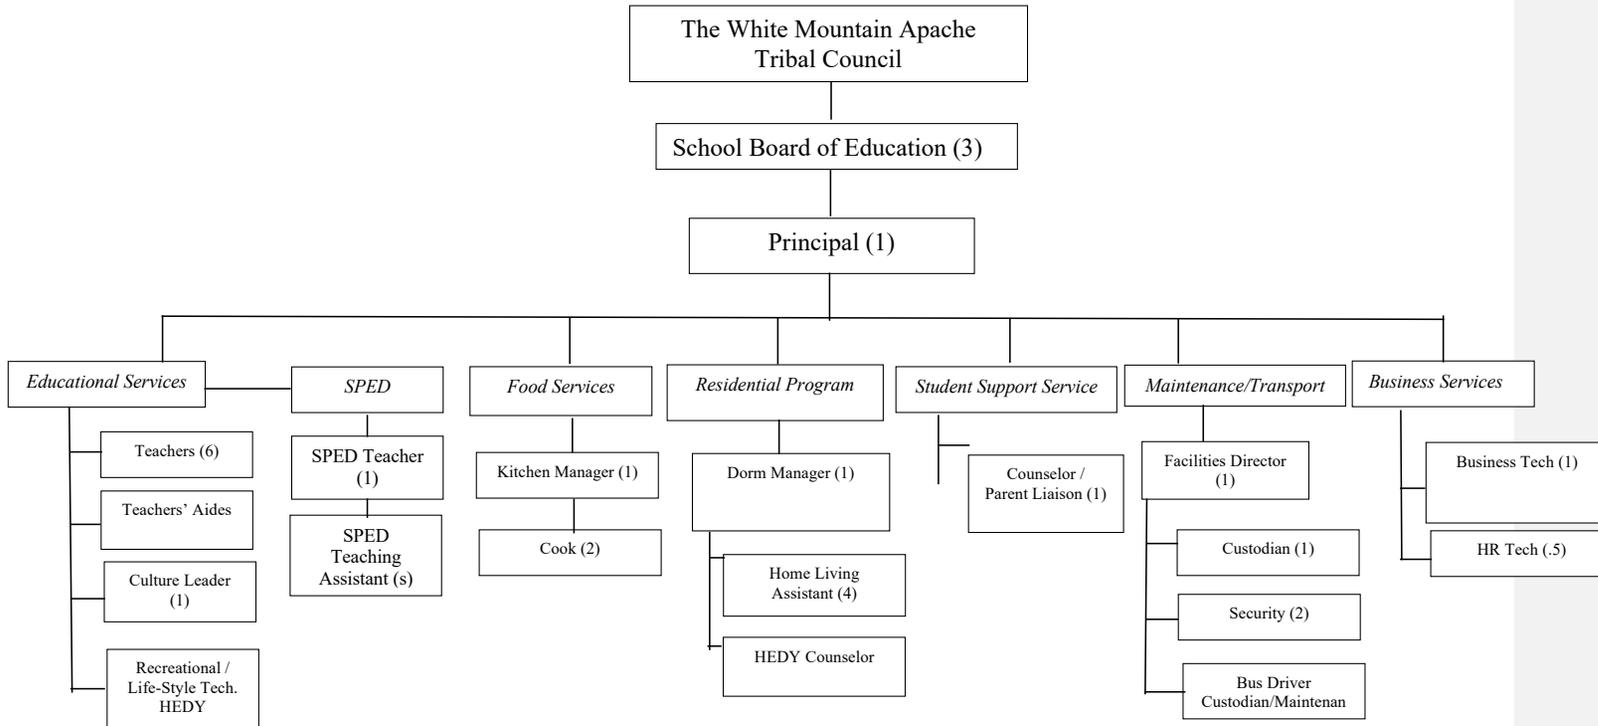 The White Mountain Apache
Tribal Council
School Board of Education (3)
Principal (1)
Educational Services
SPED
Food Services
Residential Program
Student Support Service
Maintenance/Transport
Business Services
Teachers (6)
Teachers’ Aides
Culture Leader
(1)
Recreational /
Life-Style Tech.
HEDY
SPED Teacher
(1)
SPED
Teaching
Assistant (s)
Kitchen Manager (1)
Cook (2)
Dorm Manager (1)
Home Living
Assistant (4)
HEDY Counselor
Counselor /
Parent Liaison (1)
Facilities Director
(1)
Custodian (1)
Security (2)
Bus Driver
Custodian/Maintenan
Business Tech (1)
HR Tech (.5)